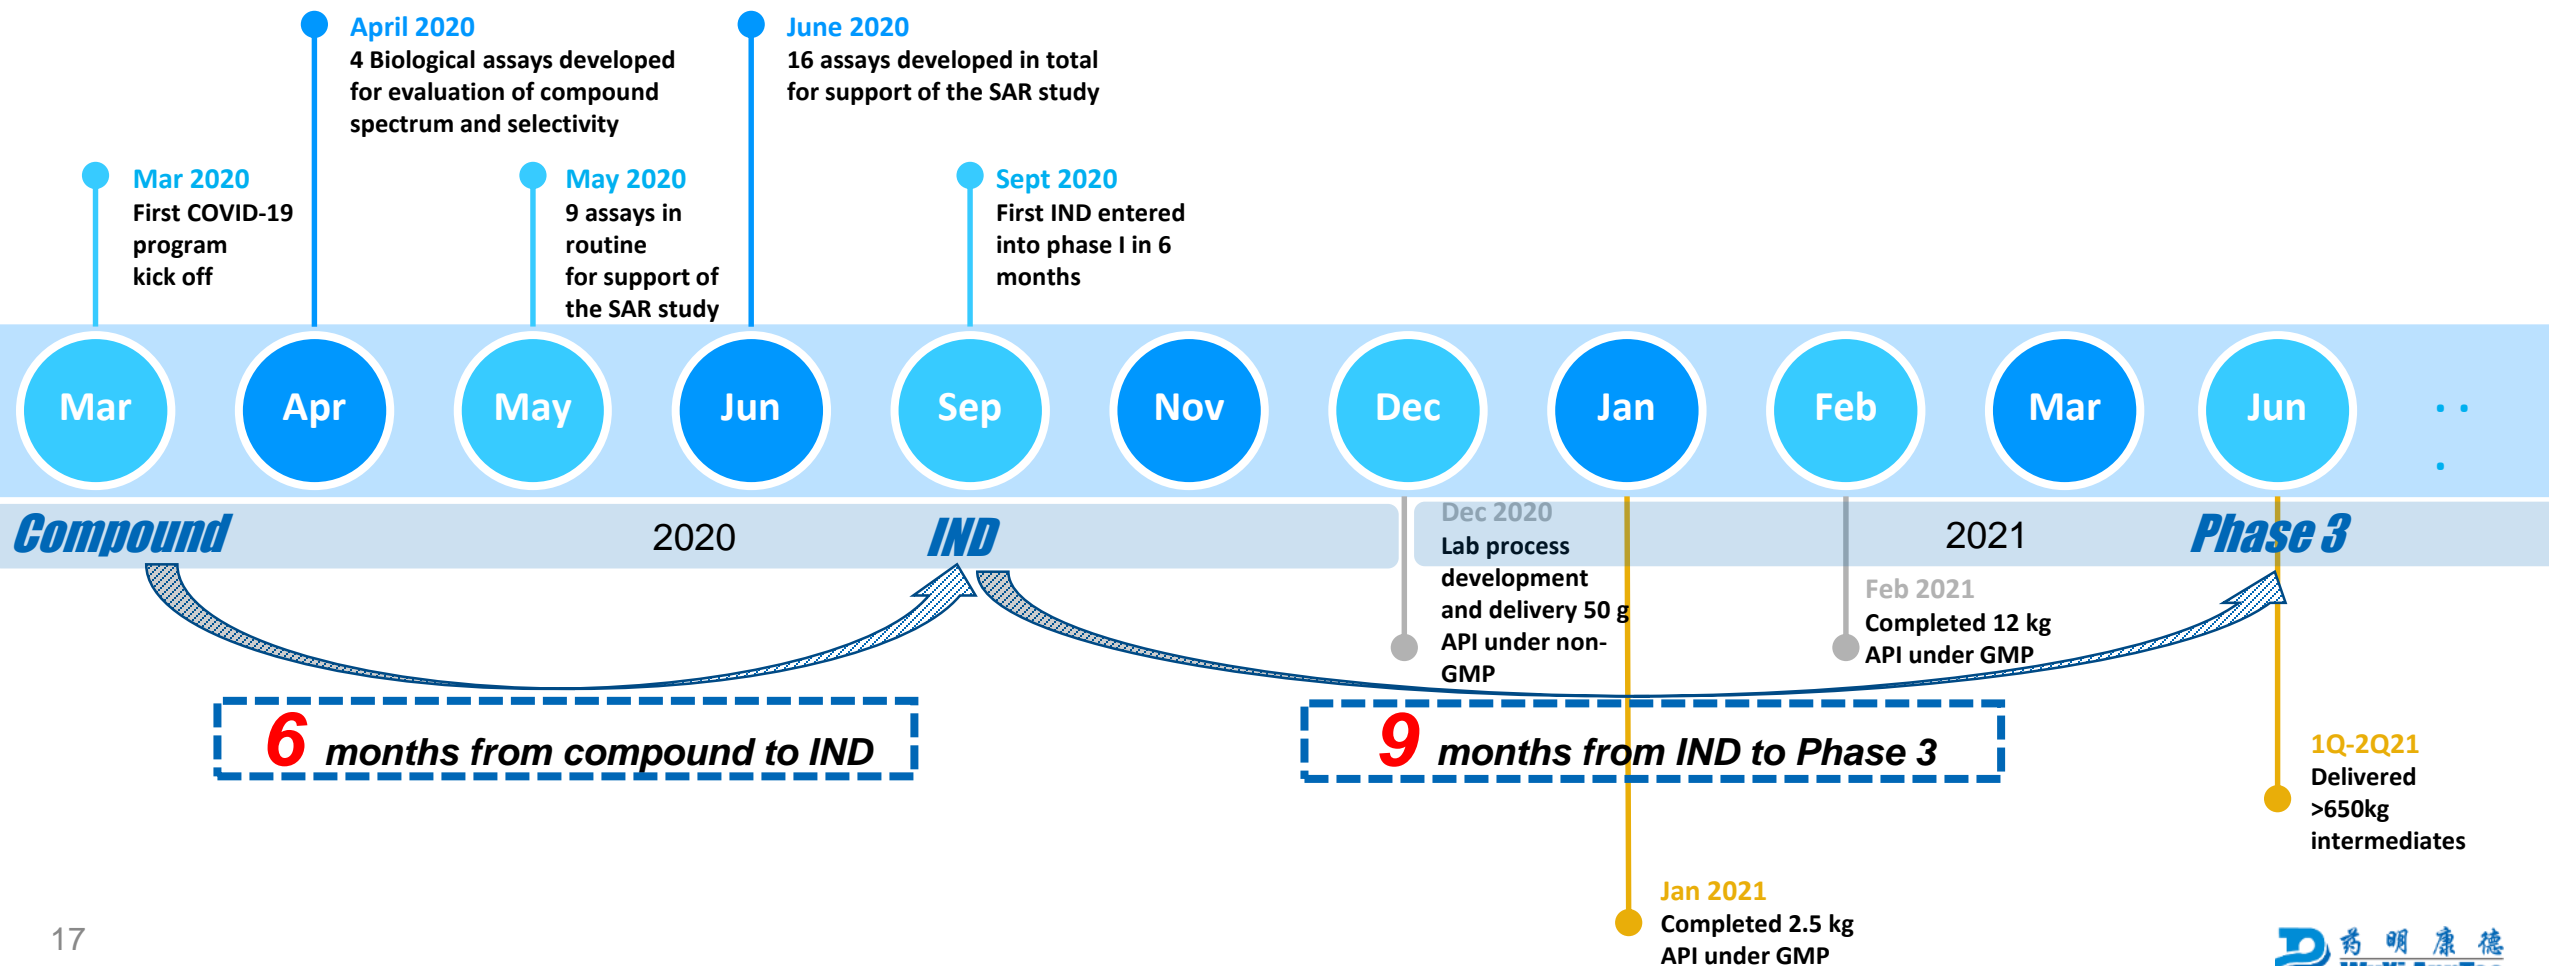 April 2020
4 Biological assays developed
for evaluation of compound
spectrum and selectivity
June 2020
16 assays developed in total
for support of the SAR study
Mar 2020
First COVID-19
program
kick off
May 2020
9 assays in
routine
for support of
the SAR study
Sept 2020
First IND entered
into phase I in 6
months
Mar
Apr
May
Jun
Sep
Nov
Dec
Jan
Feb
Mar
Jun
. .
.
Compound
2020
IND
2021
Phase 3
Dec 2020
Lab process
development
and delivery 50 g
API under non-
GMP
Feb 2021
Completed 12 kg
API under GMP
6 months from compound to IND
9 months from IND to Phase 3
1Q-2Q21
Delivered
>650kg
intermediates
Jan 2021
Completed 2.5 kg
API under GMP
17
药明康德
WuXi AppTec